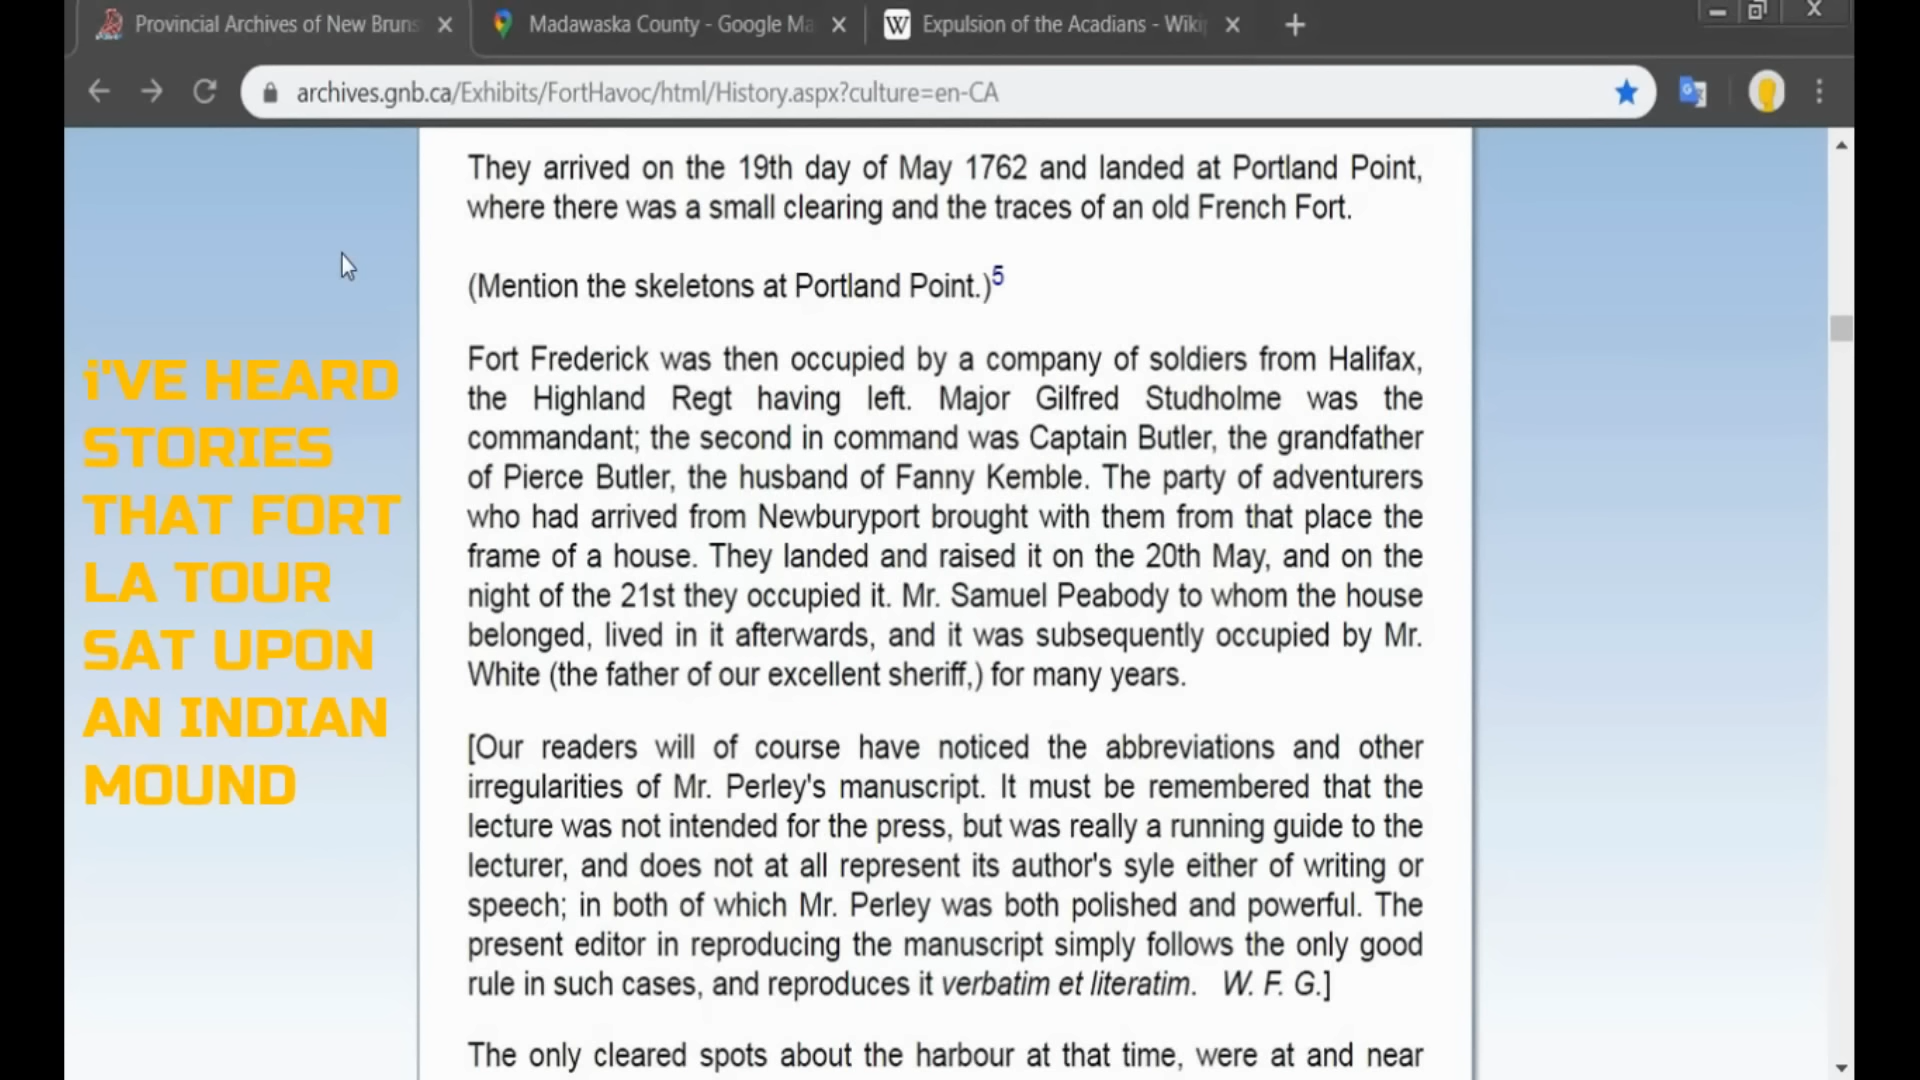 Provincial Archives of New Bruns
Madawaska County - Google Ma
Expulsion of the Acadians - Wiki
archives.gnb.ca/Exhibits/FortHavoc/html/History.aspx?culture=en-CA
They arrived on the 19th day of May 1762 and landed at Portland Point,
where there was a small clearing and the traces of an old French Fort.
(Mention the skeletons at Portland Point.)5
Fort Frederick was then occupied by a company of soldiers from Halifax,
the Highland Regt having left. Major Gilfred Studholme was the
commandant; the second in command was Captain Butler, the grandfather
of Pierce Butler, the husband of Fanny Kemble. The party of adventurers
who had arrived from Newburyport brought with them from that place the
frame of a house. They landed and raised it on the 20th May, and on the
night of the 21st they occupied it. Mr. Samuel Peabody to whom the house
belonged, lived in it afterwards, and it was subsequently occupied by Mr.
White (the father of our excellent sheriff,) for many years.
[Our readers will of course have noticed the abbreviations and other
irregularities of Mr. Perley's manuscript. It must be remembered that the
lecture was not intended for the press, but was really a running guide to the
lecturer, and does not at all represent its author's syle either of writing or
speech; in both of which Mr. Perley was both polished and powerful. The
present editor in reproducing the manuscript simply follows the only good
rule in such cases, and reproduces it verbatim et literatim. W. F. G.]
The only cleared spots about the harbour at that time, were at and near
i'VE HEARD
STORIES
THAT FORT
LA TOUR
SAT UPON
AN INDIAN
MOUND